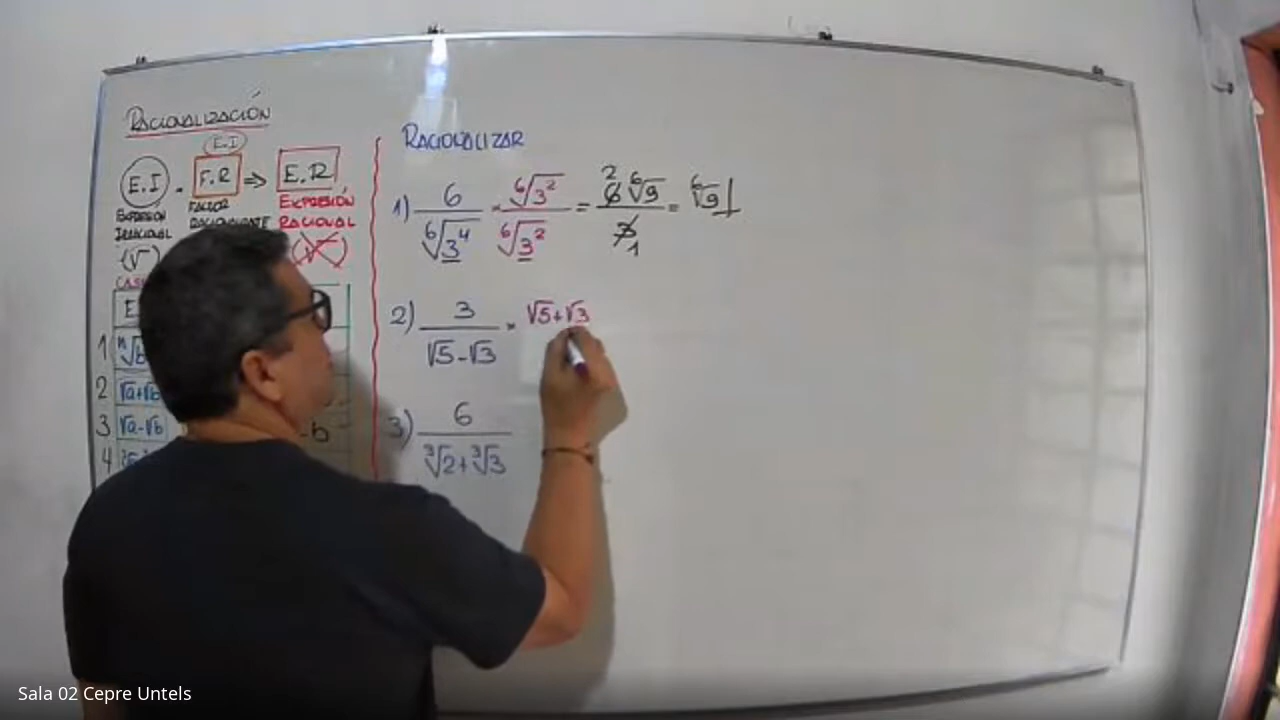 RACIONALIZACIÓN
E.I
E.I . F.R ⇒ E.R
EXPRESIÓN IRRACIONAL FACTOR RACIONALIZANTE EXPRESIÓN RACIONAL
(√) (√)
RACIONALIZAR
1) 6/⁶√3⁴ × ⁶√3²/⁶√3² = 2 6 ⁶√9/3 1 = ⁶√9
2) 3/√5-√3 × √5+√3
3) 6/³√2+³√3
1 ⁿ√b
2 √a+√b
3 √a-√b -b
4
Sala 02 Cepre Untels